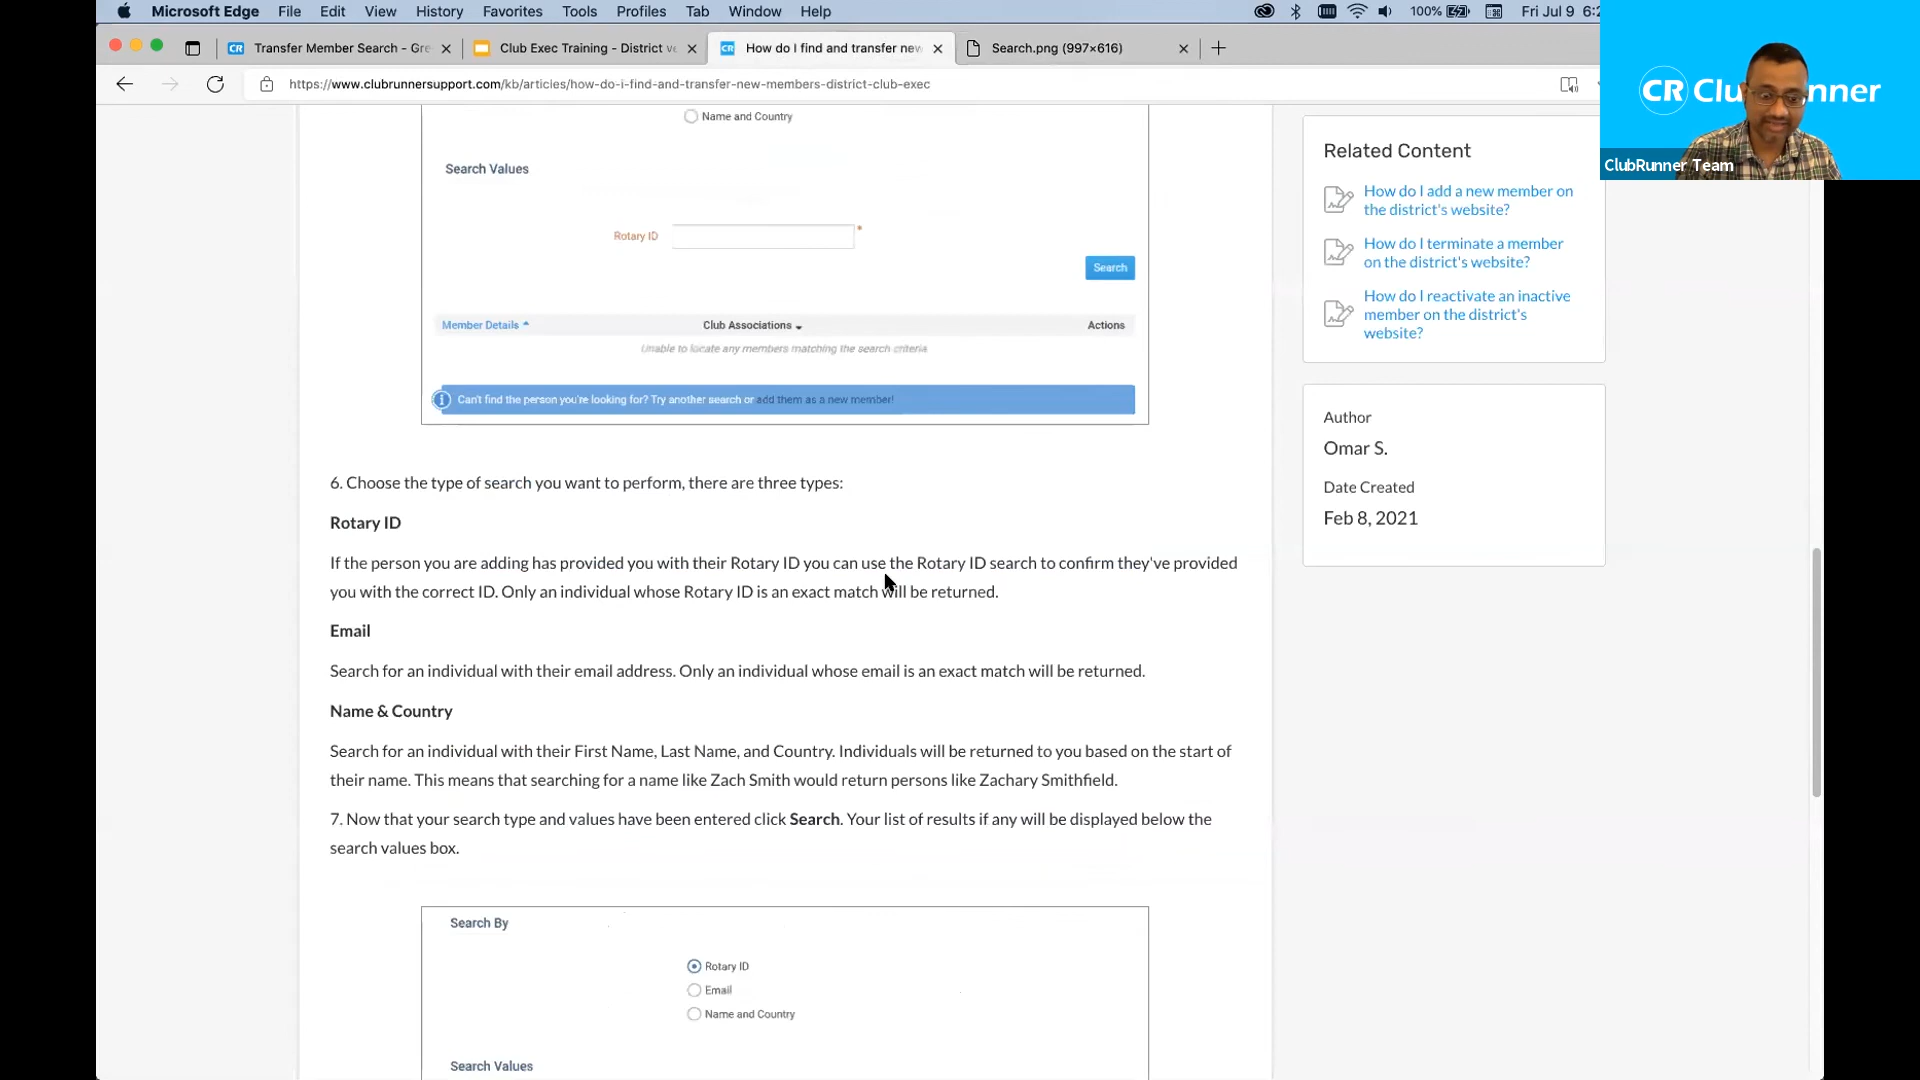 Microsoft Edge File Edit View History Favorites Tools Profiles Tab Window Help 100% Fri Jul 9
Transfer Member Search - Gre
Club Exec Training - District v
How do I find and transfer new
Search.png (997×616)
https://www.clubrunnersupport.com/kb/articles/how-do-i-find-and-transfer-new-members-district-club-exec
CR
ClubRunner Team
Name and Country
Search Values
Rotary ID *
Search
Member Details Club Associations Actions
Unable to locate any members matching the search criteria
Can't find the person you're looking for? Try another search or add them as a new member!
6. Choose the type of search you want to perform, there are three types:
Rotary ID
If the person you are adding has provided you with their Rotary ID you can use the Rotary ID search to confirm they've provided
you with the correct ID. Only an individual whose Rotary ID is an exact match will be returned.
Email
Search for an individual with their email address. Only an individual whose email is an exact match will be returned.
Name & Country
Search for an individual with their First Name, Last Name, and Country. Individuals will be returned to you based on the start of
their name. This means that searching for a name like Zach Smith would return persons like Zachary Smithfield.
7. Now that your search type and values have been entered click Search. Your list of results if any will be displayed below the
search values box.
Search By
Rotary ID
Email
Name and Country
Search Values
Related Content
How do I add a new member on
the district's website?
How do I terminate a member
on the district's website?
How do I reactivate an inactive
member on the district's
website?
Author
Omar S.
Date Created
Feb 8, 2021